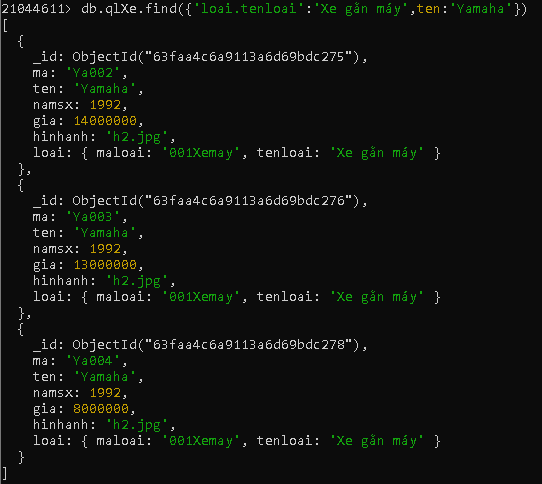 21044611> db.qlXe.find({'loai.tenloai':'Xe gắn máy',ten:'Yamaha'})
[
  {
    _id: ObjectId("63faa4c6a9113a6d69bdc275"),
    ma: 'Ya002',
    ten: 'Yamaha',
    namsx: 1992,
    gia: 14000000,
    hinhanh: 'h2.jpg',
    loai: { maloai: '001Xemay', tenloai: 'Xe gắn máy' }
  },
  {
    _id: ObjectId("63faa4c6a9113a6d69bdc276"),
    ma: 'Ya003',
    ten: 'Yamaha',
    namsx: 1992,
    gia: 13000000,
    hinhanh: 'h2.jpg',
    loai: { maloai: '001Xemay', tenloai: 'Xe gắn máy' }
  },
  {
    _id: ObjectId("63faa4c6a9113a6d69bdc278"),
    ma: 'Ya004',
    ten: 'Yamaha',
    namsx: 1992,
    gia: 8000000,
    hinhanh: 'h2.jpg',
    loai: { maloai: '001Xemay', tenloai: 'Xe gắn máy' }
  }
]